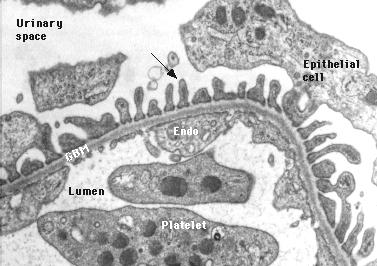 Urinary
space
Epithelial
cell
Endo
GBM
Lumen
Platelet